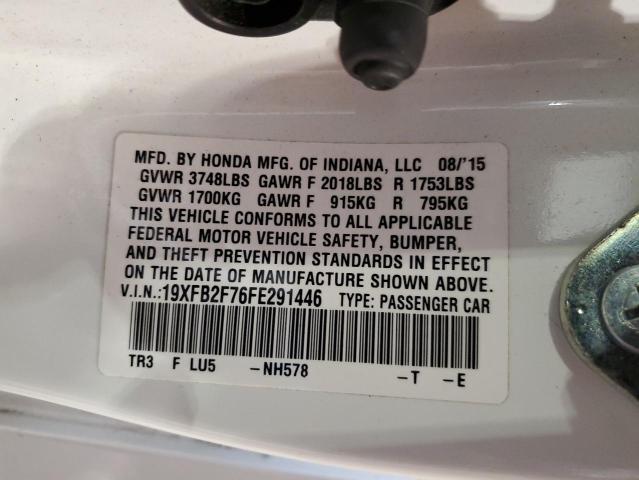 MFD. BY HONDA MFG. OF INDIANA, LLC 08/'15
GVWR 3748LBS GAWR F 2018LBS R 1753LBS
GVWR 1700KG GAWR F 915KG R 795KG
THIS VEHICLE CONFORMS TO ALL APPLICABLE
FEDERAL MOTOR VEHICLE SAFETY, BUMPER,
AND THEFT PREVENTION STANDARDS IN EFFECT
ON THE DATE OF MANUFACTURE SHOWN ABOVE.
V.I.N.:19XFB2F76FE291446 TYPE: PASSENGER CAR
TR3 F LU5 -NH578 -T -E